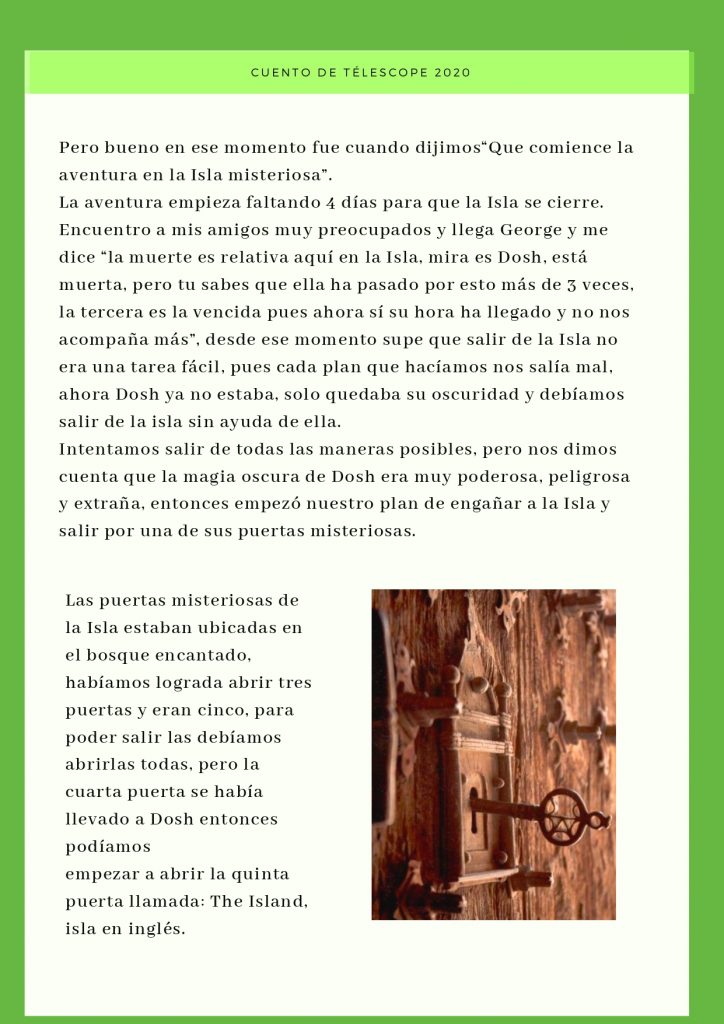 CUENTO DE TÉLESCOPE 2020
Pero bueno en ese momento fue cuando dijimos“Que comience la
aventura en la Isla misteriosa”.
La aventura empieza faltando 4 días para que la Isla se cierre.
Encuentro a mis amigos muy preocupados y llega George y me
dice “la muerte es relativa aquí en la Isla, mira es Dosh, está
muerta, pero tu sabes que ella ha pasado por esto más de 3 veces,
la tercera es la vencida pues ahora sí su hora ha llegado y no nos
acompaña más”, desde ese momento supe que salir de la Isla no
era una tarea fácil, pues cada plan que hacíamos nos salía mal,
ahora Dosh ya no estaba, solo quedaba su oscuridad y debíamos
salir de la isla sin ayuda de ella.
Intentamos salir de todas las maneras posibles, pero nos dimos
cuenta que la magia oscura de Dosh era muy poderosa, peligrosa
y extraña, entonces empezó nuestro plan de engañar a la Isla y
salir por una de sus puertas misteriosas.
Las puertas misteriosas de
la Isla estaban ubicadas en
el bosque encantado,
habíamos lograda abrir tres
puertas y eran cinco, para
poder salir las debíamos
abrirlas todas, pero la
cuarta puerta se había
llevado a Dosh entonces
podíamos
empezar a abrir la quinta
puerta llamada: The Island,
isla en inglés.